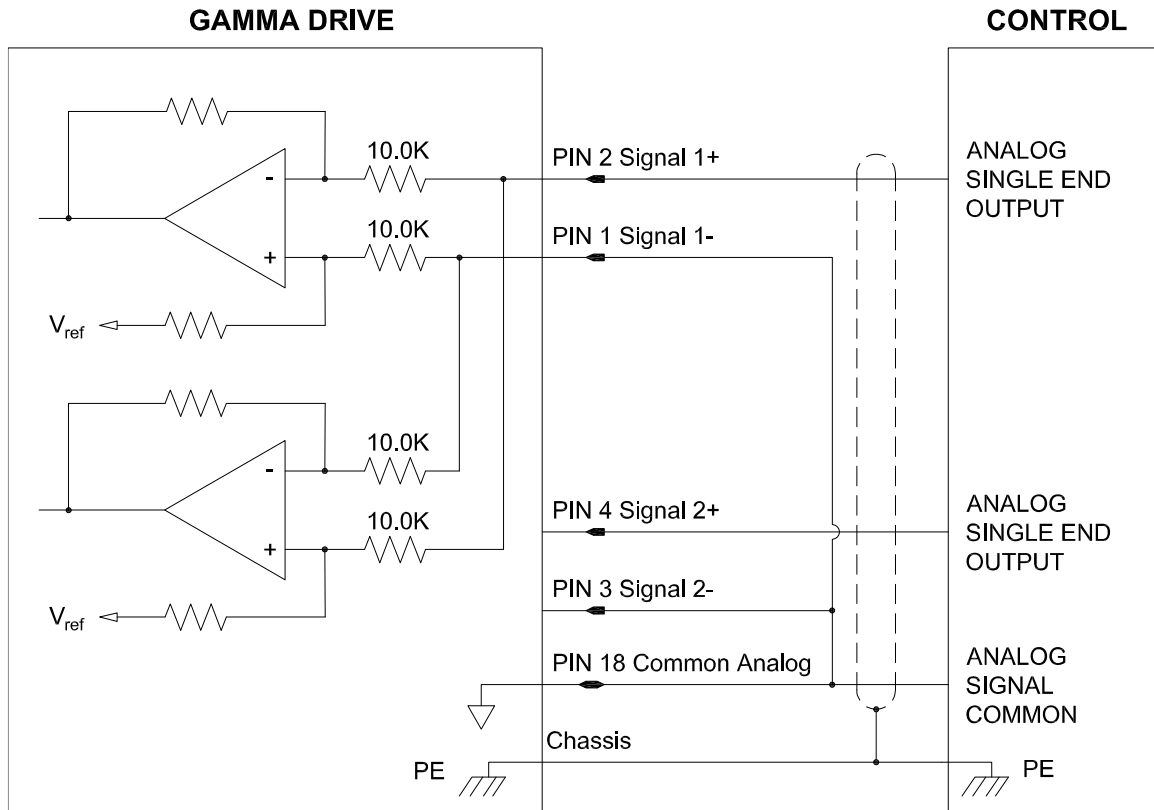 GAMMA DRIVE
CONTROL
10.0K
PIN 2 Signal 1+
ANALOG
SINGLE END
OUTPUT
-
10.0K
PIN 1 Signal 1-
+
Vref
10.0K
-
10.0K
PIN 4 Signal 2+
ANALOG
SINGLE END
OUTPUT
+
PIN 3 Signal 2-
Vref
PIN 18 Common Analog
ANALOG
SIGNAL
COMMON
Chassis
PE
PE